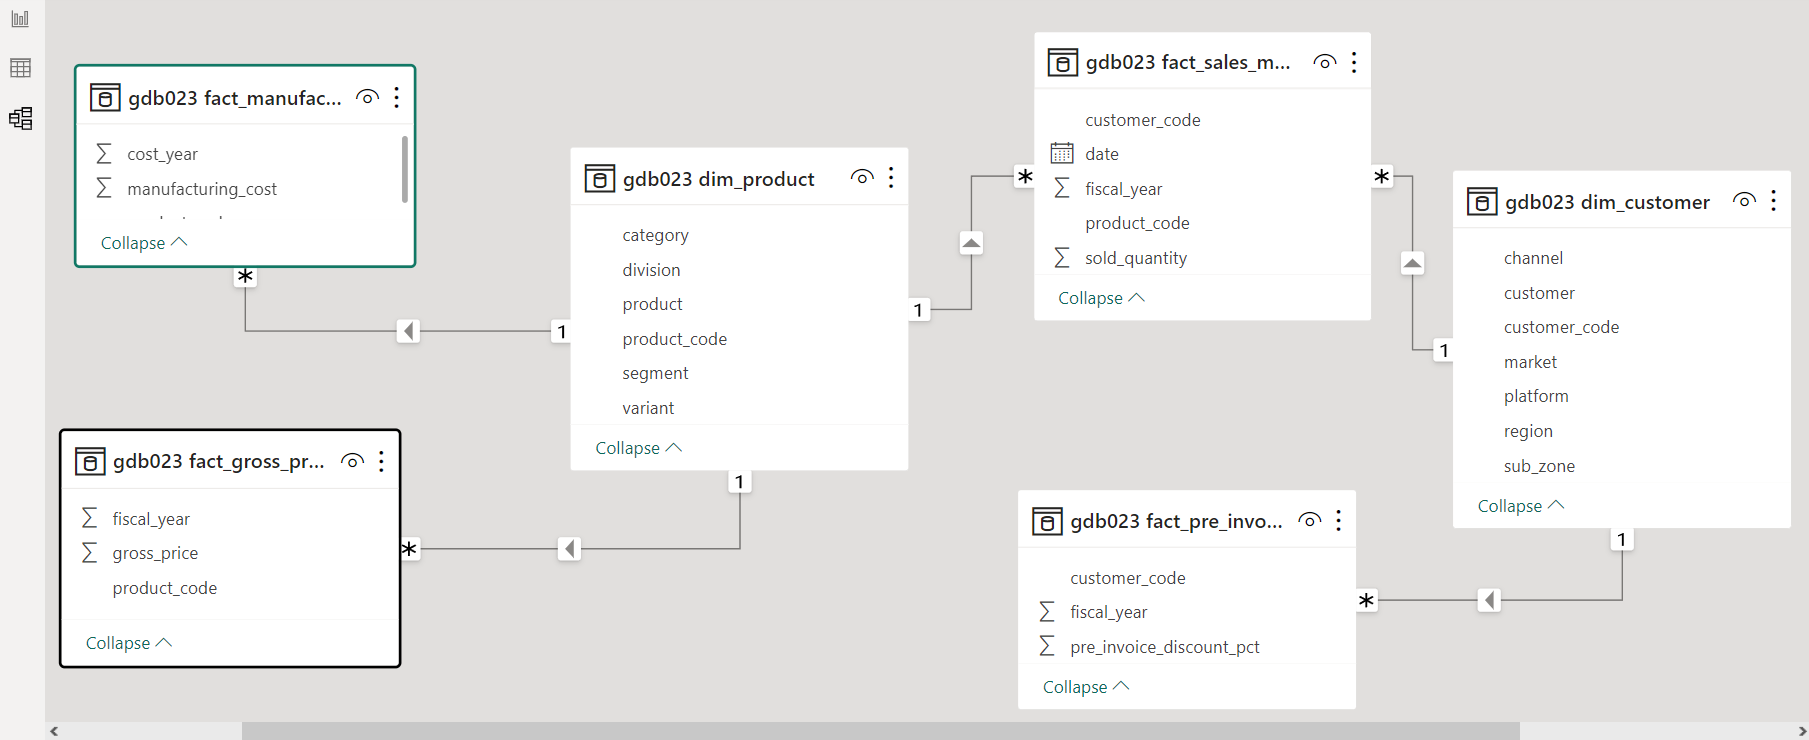 gdb023 fact_manufac...
cost_year
manufacturing_cost
Collapse
*
1
gdb023 fact_gross_pr...
fiscal_year
gross_price
product_code
Collapse
*
1
gdb023 dim_product
category
division
product
product_code
segment
variant
Collapse
1
*
gdb023 fact_sales_m...
customer_code
date
fiscal_year
product_code
sold_quantity
Collapse
*
1
gdb023 dim_customer
channel
customer
customer_code
market
platform
region
sub_zone
Collapse
1
gdb023 fact_pre_invo...
customer_code
fiscal_year
pre_invoice_discount_pct
Collapse
*